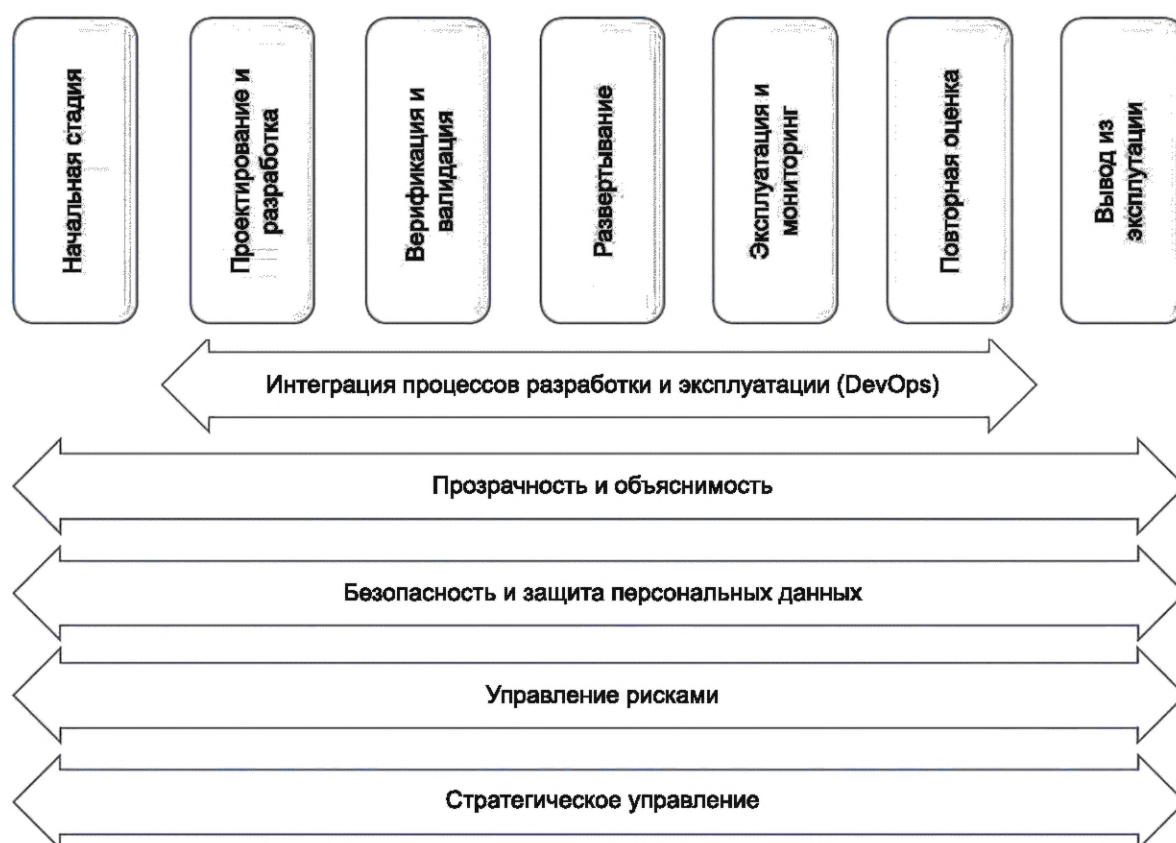 Начальная стадия
Проектирование и
разработка
Верификация и
валидация
Развертывание
Эксплуатация и
мониторинг
Повторная оценка
Вывод из
эксплутации
Интеграция процессов разработки и эксплуатации (DevOps)
Прозрачность и объяснимость
Безопасность и защита персональных данных
Управление рисками
Стратегическое управление